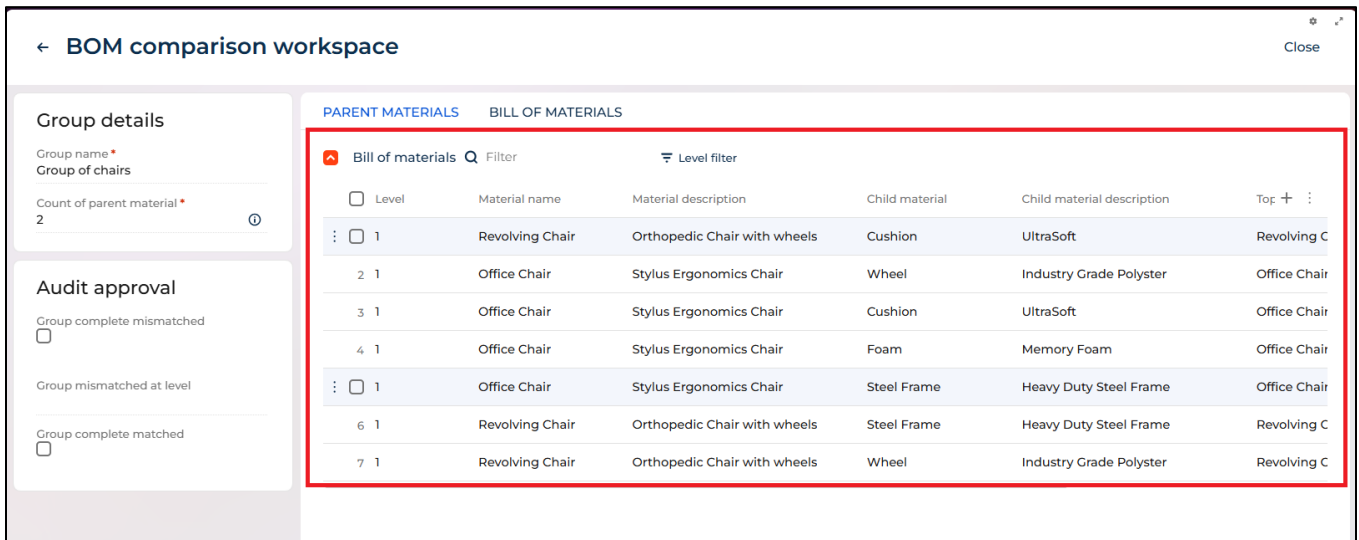 ← BOM comparison workspace
Close
Group details
Group name *
Group of chairs
Count of parent material *
2
Audit approval
Group complete mismatched
Group mismatched at level
Group complete matched
PARENT MATERIALS BILL OF MATERIALS
Bill of materials Filter Level filter
Level Material name Material description Child material Child material description Top
1 Revolving Chair Orthopedic Chair with wheels Cushion UltraSoft Revolving C
2 1 Office Chair Stylus Ergonomics Chair Wheel Industry Grade Polyster Office Chair
3 1 Office Chair Stylus Ergonomics Chair Cushion UltraSoft Office Chair
4 1 Office Chair Stylus Ergonomics Chair Foam Memory Foam Office Chair
1 Office Chair Stylus Ergonomics Chair Steel Frame Heavy Duty Steel Frame Office Chair
6 1 Revolving Chair Orthopedic Chair with wheels Steel Frame Heavy Duty Steel Frame Revolving C
7 1 Revolving Chair Orthopedic Chair with wheels Wheel Industry Grade Polyster Revolving C